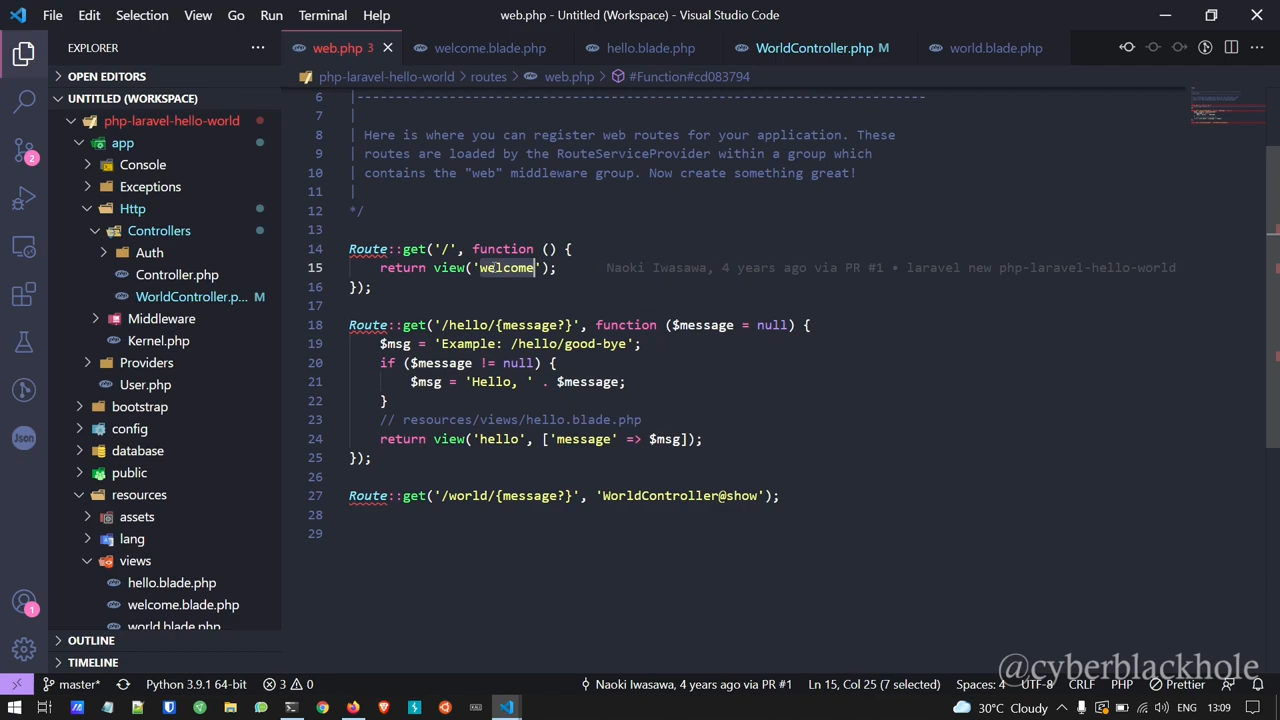 File Edit Selection View Go Run Terminal Help web.php - Untitled (Workspace) - Visual Studio Code
EXPLORER
web.php 3 welcome.blade.php hello.blade.php WorldController.php M world.blade.php
OPEN EDITORS
php-laravel-hello-world > routes > web.php > #Function#cd083794
UNTITLED (WORKSPACE)
php-laravel-hello-world
app
Console
Exceptions
Http
Controllers
Auth
Controller.php
WorldController.p... M
Middleware
Kernel.php
Providers
User.php
bootstrap
config
database
public
resources
assets
lang
views
hello.blade.php
welcome.blade.php
world.blade.php
OUTLINE
TIMELINE
2
Json
1
6 |--------------------------------------------------------------------------
7 |
8 | Here is where you can register web routes for your application. These
9 | routes are loaded by the RouteServiceProvider within a group which
10 | contains the "web" middleware group. Now create something great!
11 |
12 */
13
14 Route::get('/', function () {
15 return view('welcome'); Naoki Iwasawa, 4 years ago via PR #1 • laravel new php-laravel-hello-world
16 });
17
18 Route::get('/hello/{message?}', function ($message = null) {
19 $msg = 'Example: /hello/good-bye';
20 if ($message != null) {
21 $msg = 'Hello, ' . $message;
22 }
23 // resources/views/hello.blade.php
24 return view('hello', ['message' => $msg]);
25 });
26
27 Route::get('/world/{message?}', 'WorldController@show');
28
29
@cyberblackhole
master* Python 3.9.1 64-bit 3 0 Naoki Iwasawa, 4 years ago via PR #1 Ln 15, Col 25 (7 selected) Spaces: 4 UTF-8 CRLF PHP Prettier
30°C Cloudy ENG 13:09